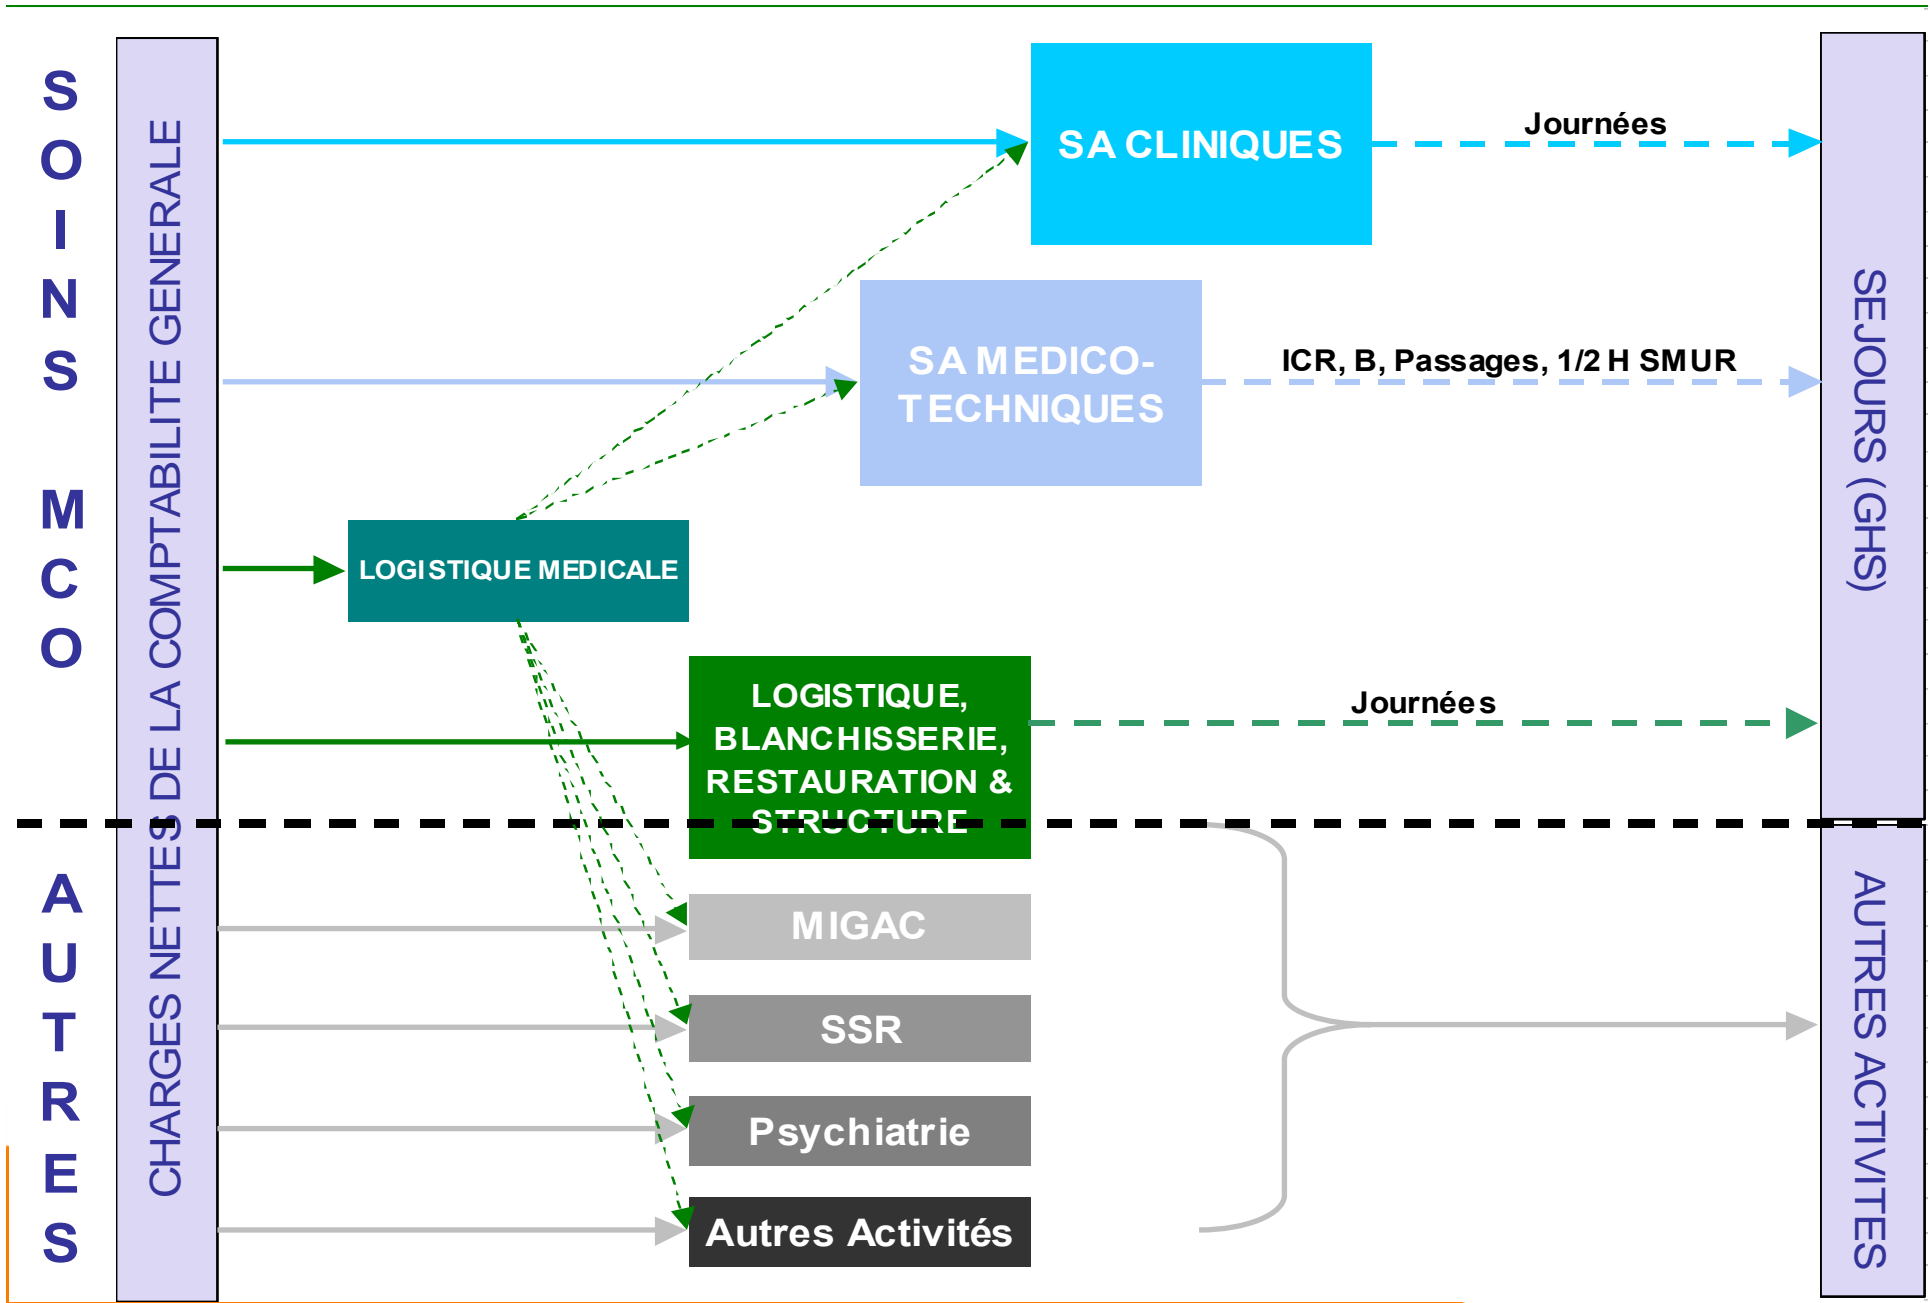 SOINS MCO
AUTRES
CHARGES NETTES DE LA COMPTABILITE GENERALE
SA CLINIQUES
Journées
SA MEDICO-
TECHNIQUES
ICR, B, Passages, 1/2 H SMUR
LOGISTIQUE MEDICALE
LOGISTIQUE,
BLANCHISSERIE,
RESTAURATION &
STRUCTURE
Journées
MIGAC
SSR
Psychiatrie
Autres Activités
SEJOURS (GHS)
AUTRES ACTIVITES